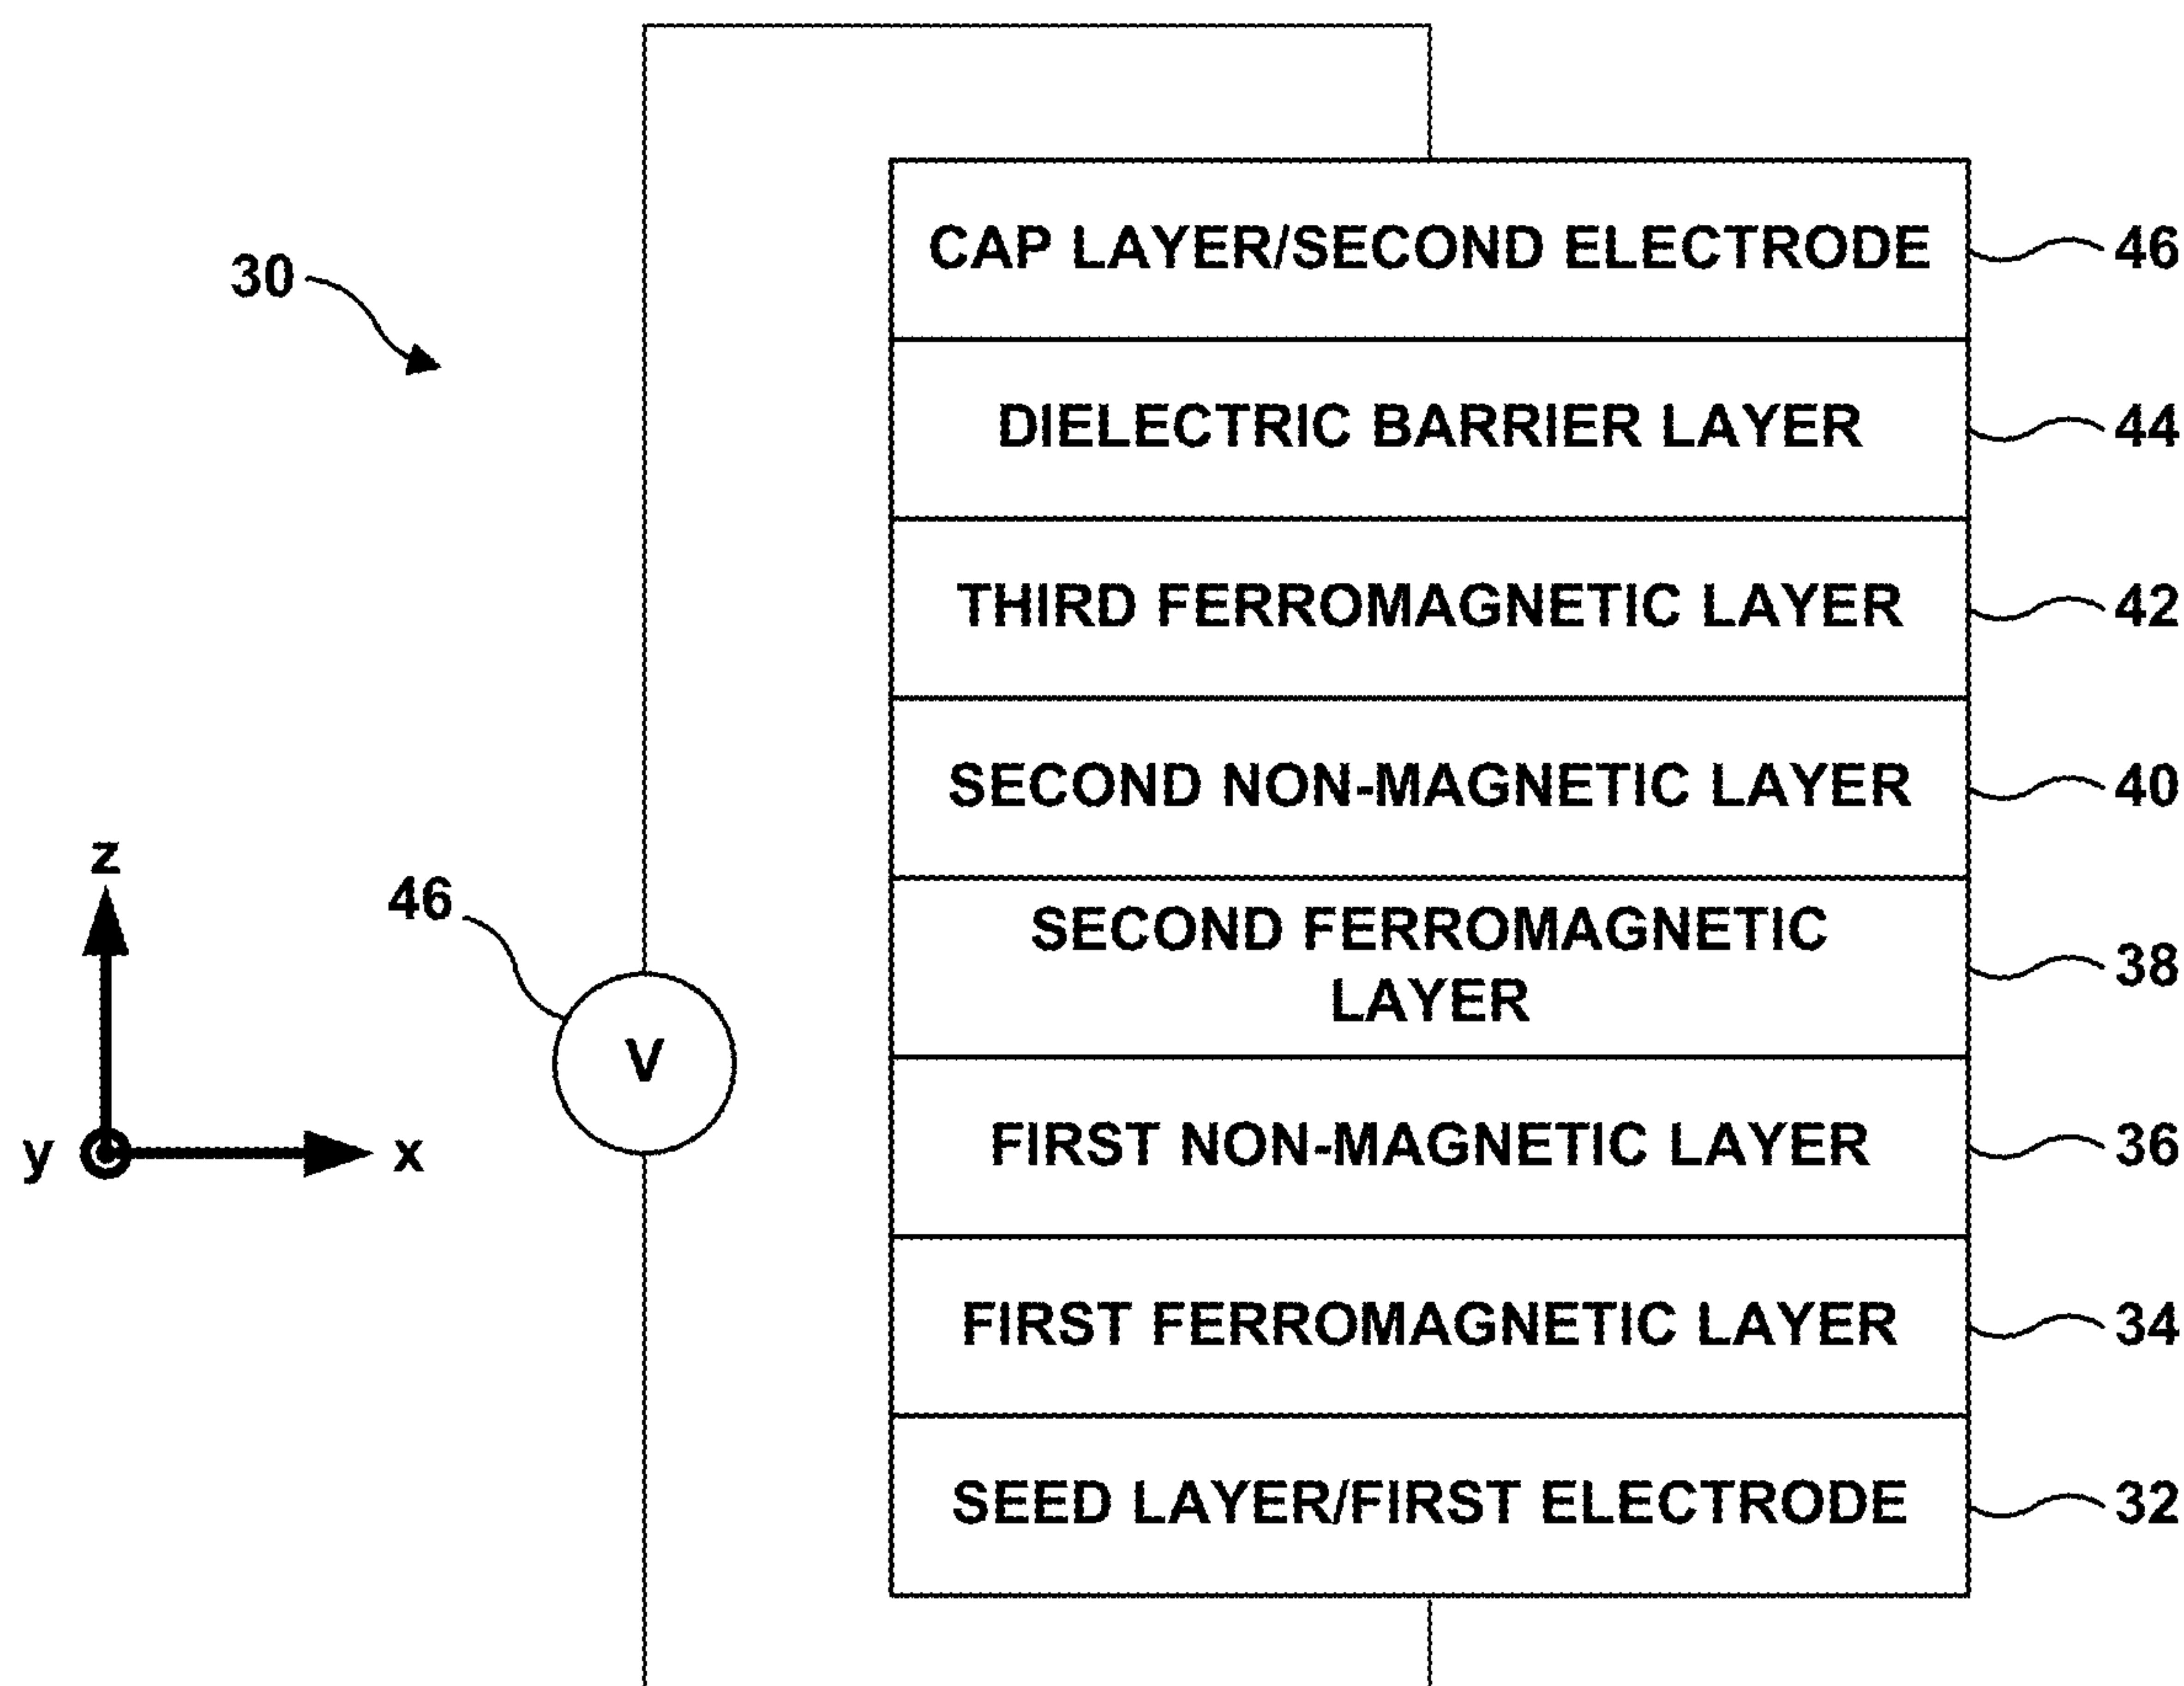 30
CAP LAYER/SECOND ELECTRODE 46
DIELECTRIC BARRIER LAYER 44
THIRD FERROMAGNETIC LAYER 42
SECOND NON-MAGNETIC LAYER 40
z
46
V
y
x
SECOND FERROMAGNETIC
LAYER 38
FIRST NON-MAGNETIC LAYER 36
FIRST FERROMAGNETIC LAYER 34
SEED LAYER/FIRST ELECTRODE 32